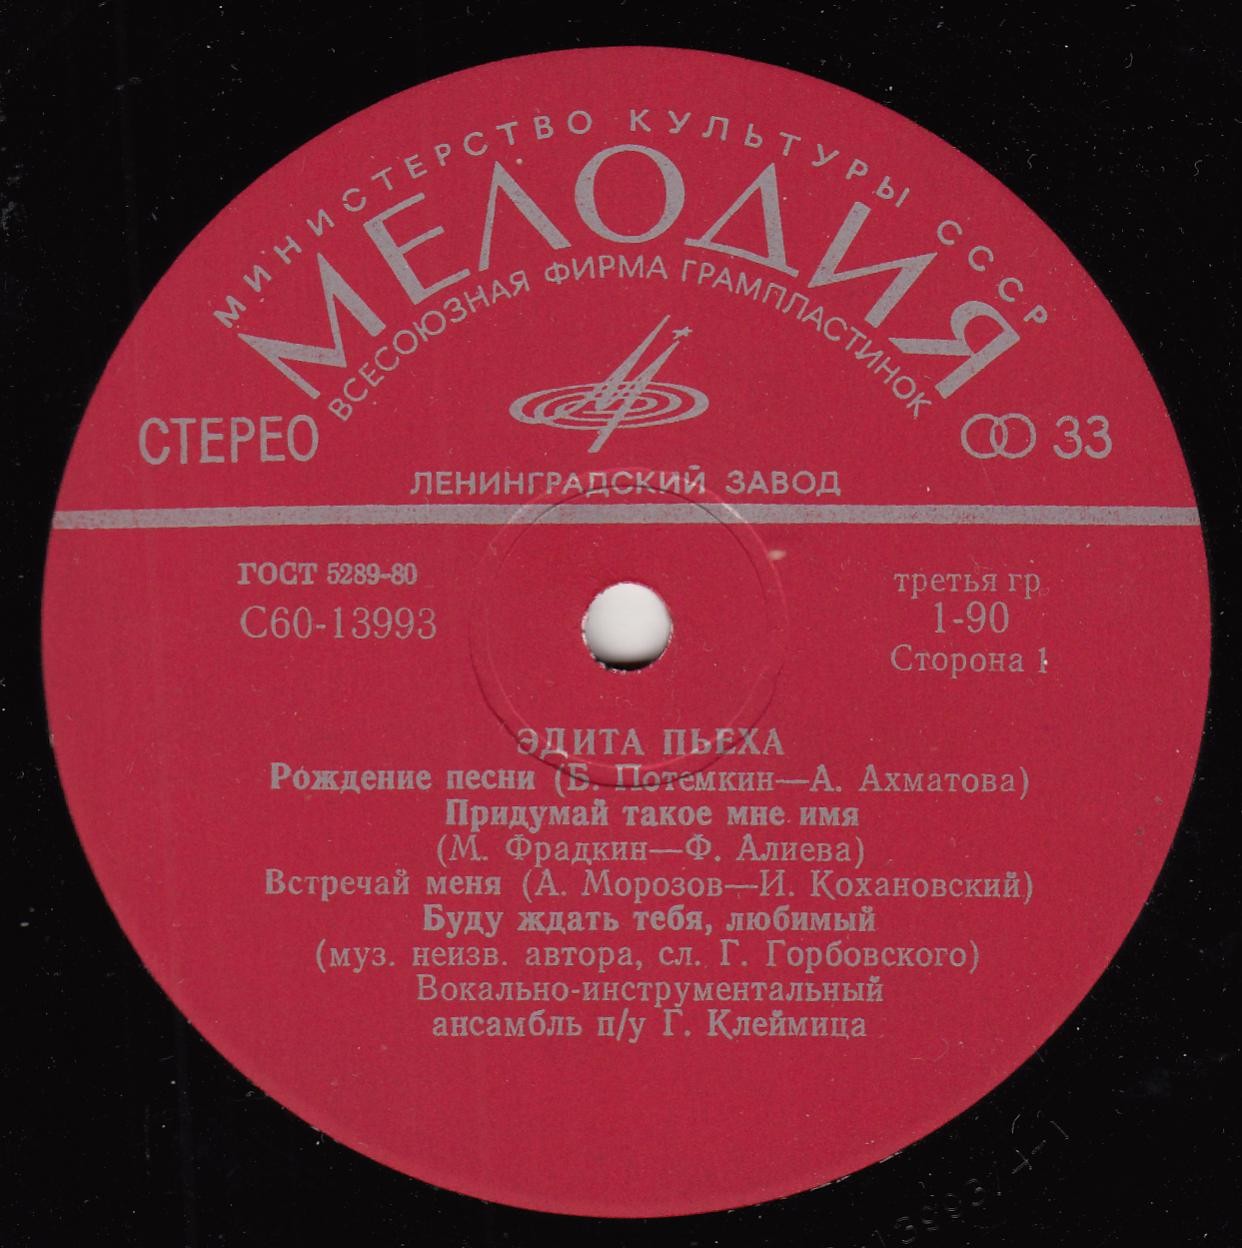 МИНИСТЕРСТВО КУЛЬТУРЫ СССР
МЕЛОДИЯ
ВСЕСОЮЗНАЯ ФИРМА ГРАМПЛАСТИНОК
СТЕРЕО
33
ЛЕНИНГРАДСКИЙ ЗАВОД
ГОСТ 5289-80
С60-13993
третья гр
1-90
Сторона 1
ЭДИТА ПЬЕХА
Рождение песни (Б. Потемкин—А. Ахматова)
Придумай такое мне имя
(М. Фрадкин—Ф. Алиева)
Встречай меня (А. Морозов—И. Кохановский)
Буду ждать тебя, любимый
(муз. неизв. автора, сл. Г. Горбовского)
Вокально-инструментальный
ансамбль п/у Г. Клеймица